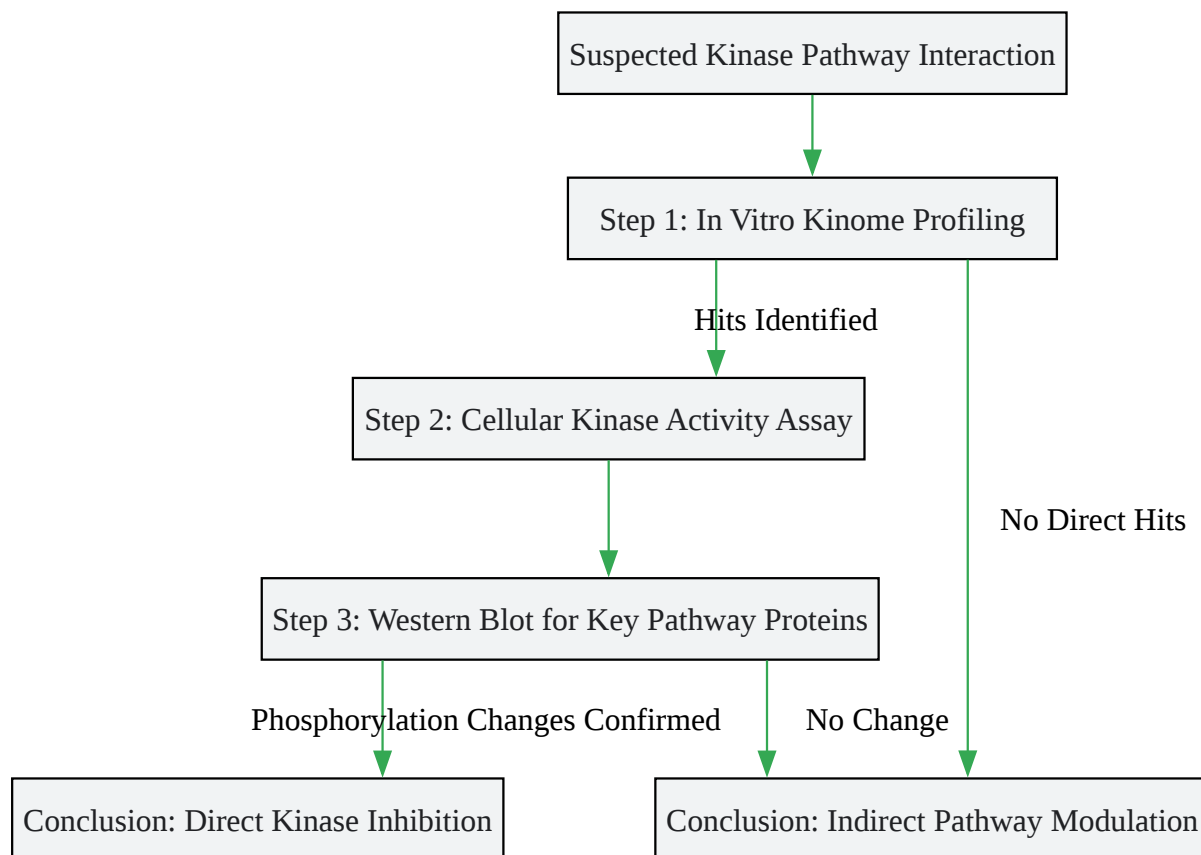 Suspected Kinase Pathway Interaction
Step 1: In Vitro Kinome Profiling
Hits Identified
Step 2: Cellular Kinase Activity Assay
No Direct Hits
Step 3: Western Blot for Key Pathway Proteins
Phosphorylation Changes Confirmed
No Change
Conclusion: Direct Kinase Inhibition
Conclusion: Indirect Pathway Modulation